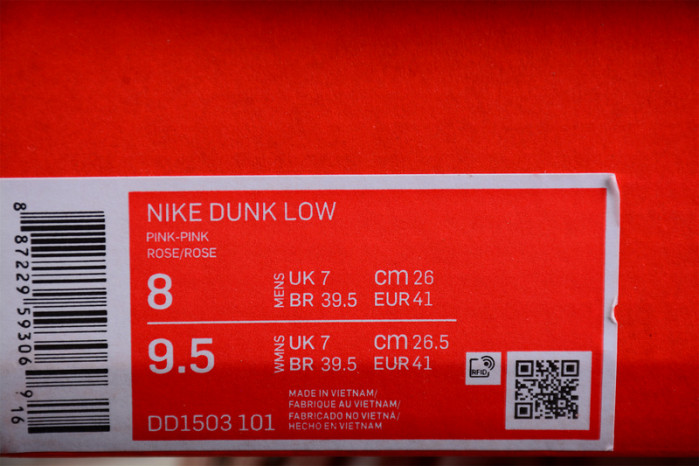 NIKE DUNK LOW
PINK-PINK
ROSE/ROSE
8 MENS UK 7 cm 26
BR 39.5 EUR 41
9.5 WMNS UK 7 cm 26.5
BR 39.5 EUR 41
RFID
MADE IN VIETNAM/
FABRIQUE AU VIETNAM/
FABRICADO NO VIETNÁ/
HECHO EN VIETNAM
DD1503 101
8 87229 59306 9 16